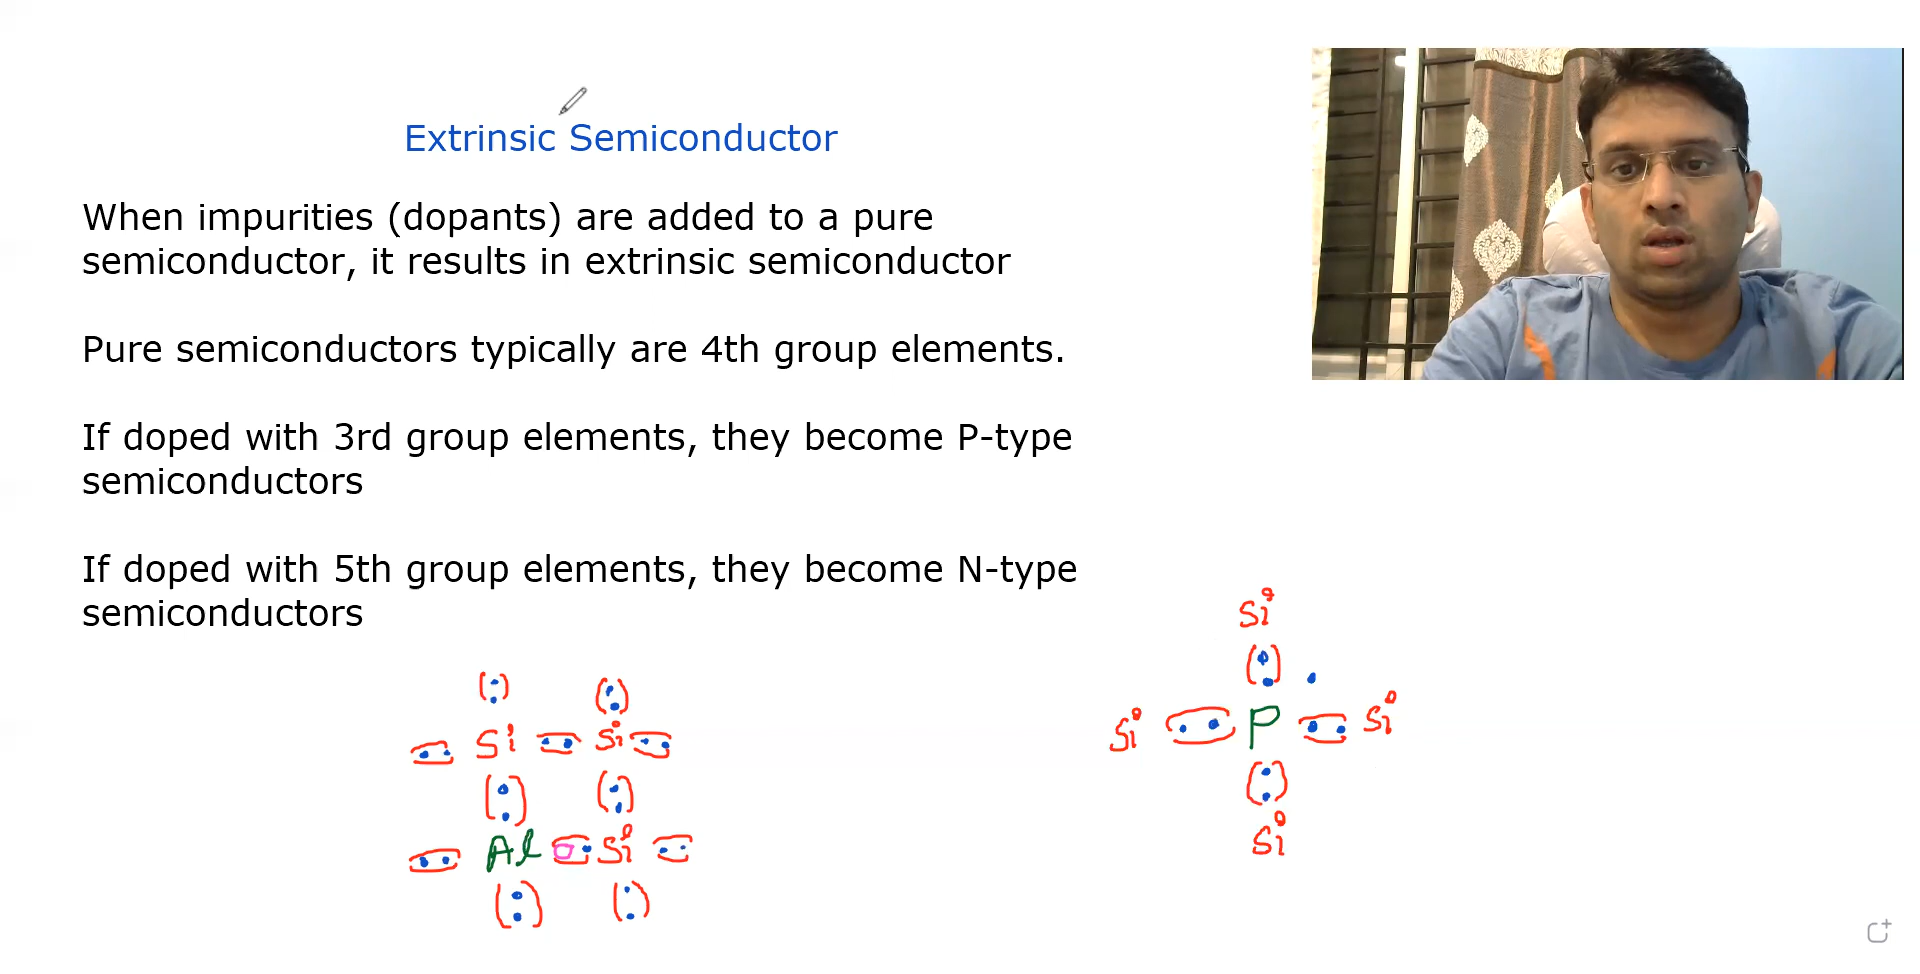 Extrinsic Semiconductor
When impurities (dopants) are added to a pure
semiconductor, it results in extrinsic semiconductor
Pure semiconductors typically are 4th group elements.
If doped with 3rd group elements, they become P-type
semiconductors
If doped with 5th group elements, they become N-type
semiconductors
Si Si
Al Si
Si
Si P Si
Si